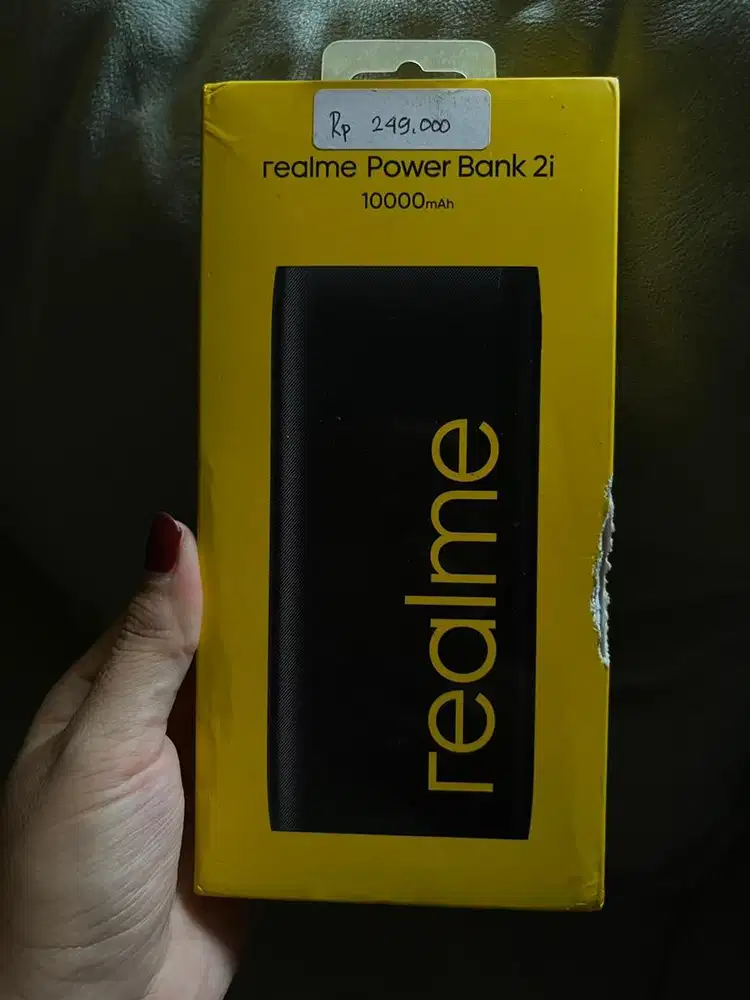 Rp 249.000
realme Power Bank 2i
10000mAh
realme